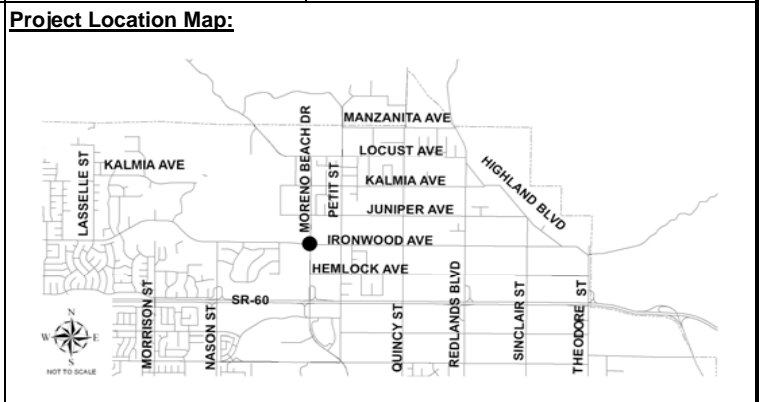 Project Location Map:
MANZANITA AVE
LOCUST AVE
KALMIA AVE
KALMIA AVE
HIGHLAND BLVD
LASSELLE ST
MORENO BEACH DR
PETIT ST
JUNIPER AVE
IRONWOOD AVE
HEMLOCK AVE
SR-60
MORRISON ST
NASON ST
QUINCY ST
REDLANDS BLVD
SINCLAIR ST
THEODORE ST
N
W
E
S
NOT TO SCALE